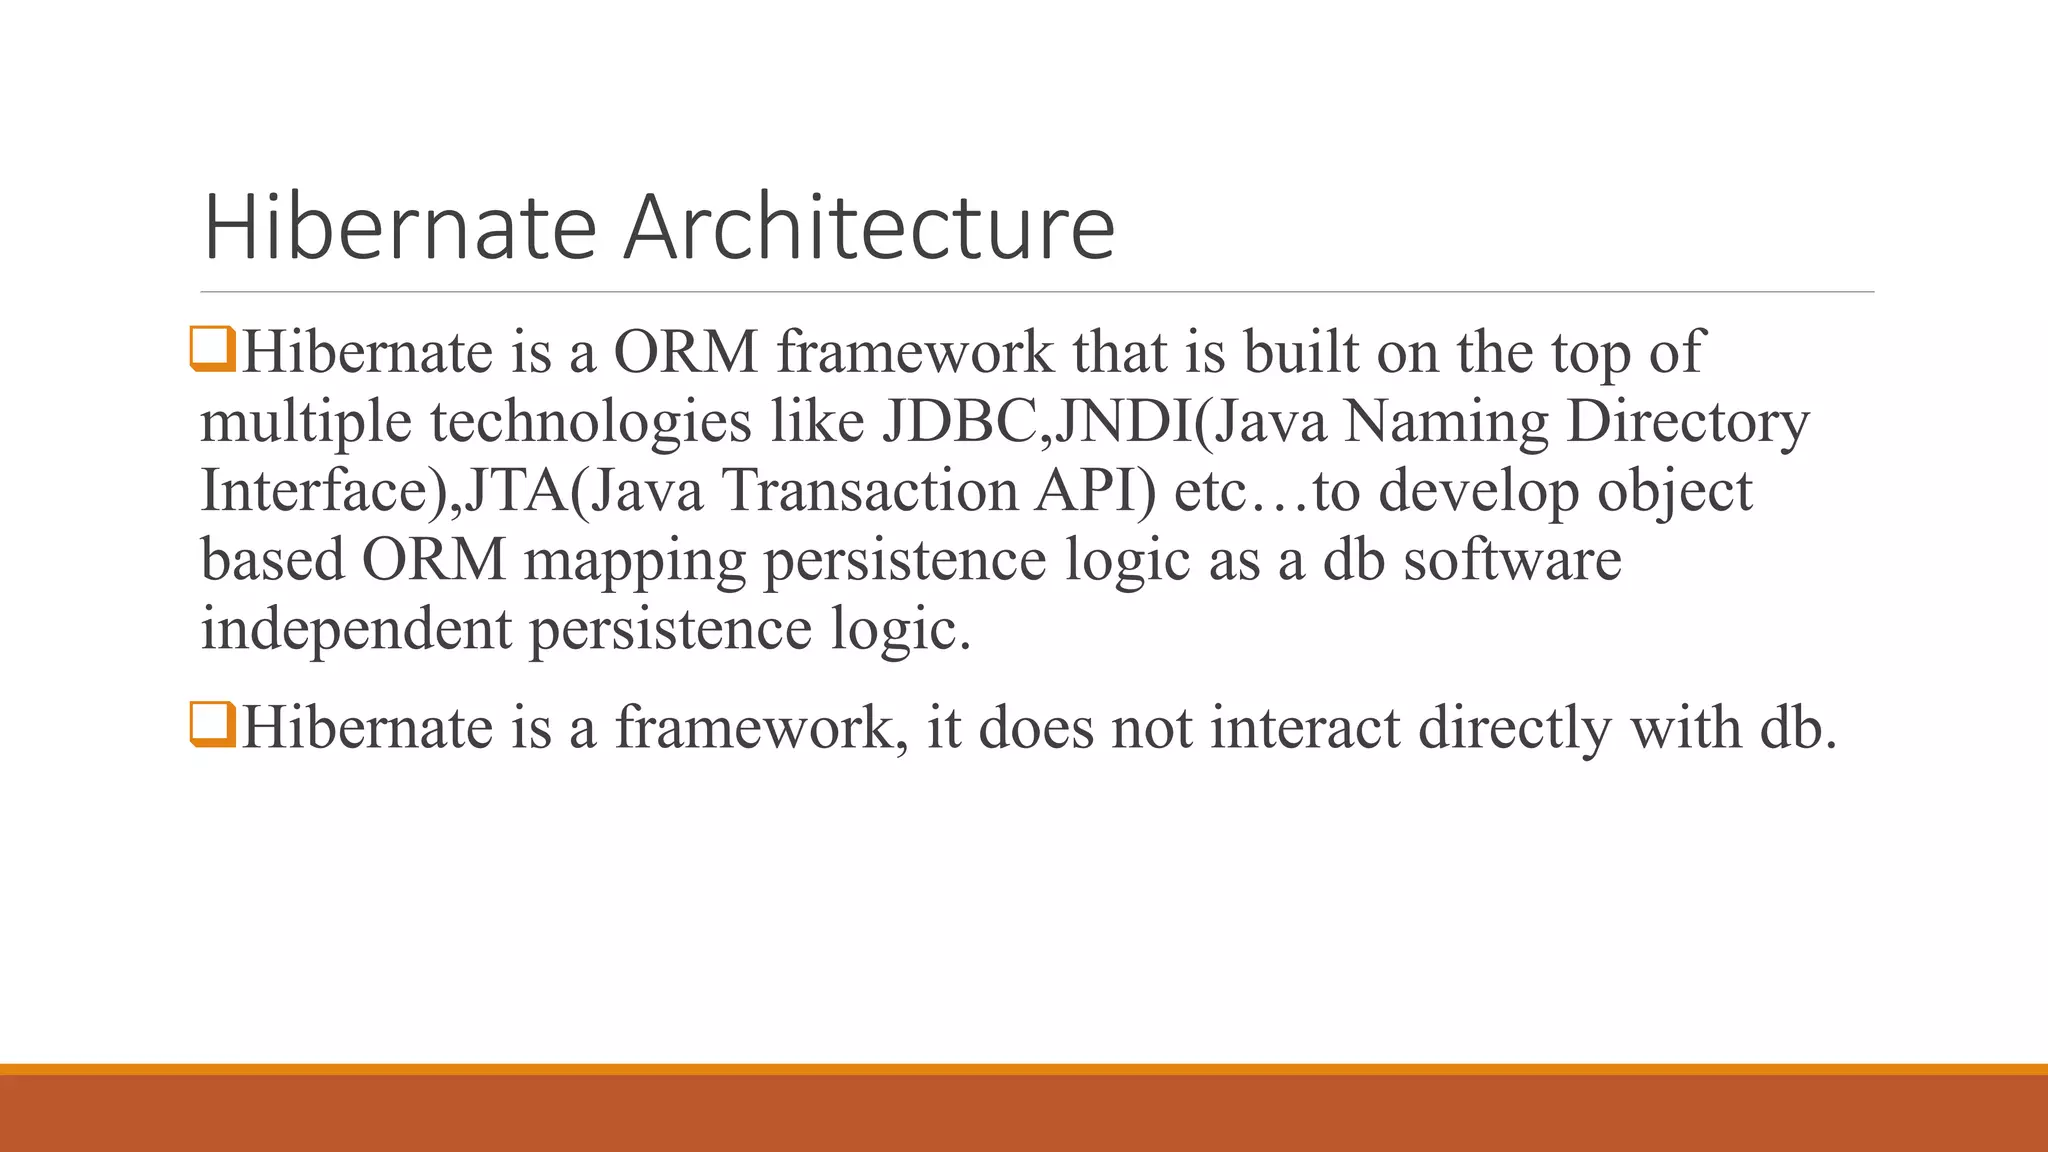 Hibernate Architecture
❑Hibernate is a ORM framework that is built on the top of
multiple technologies like JDBC,JNDI(Java Naming Directory
Interface),JTA(Java Transaction API) etc…to develop object
based ORM mapping persistence logic as a db software
independent persistence logic.
❑Hibernate is a framework, it does not interact directly with db.